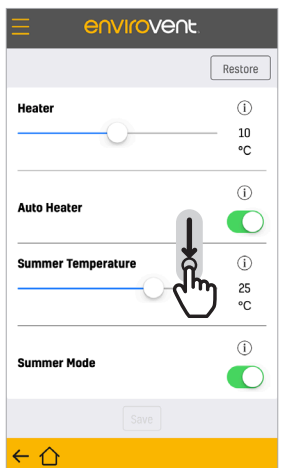 envirovent.
Restore
Heater
i
10
°C
i
Auto Heater
Summer Temperature
i
25
°C
i
Summer Mode
Save